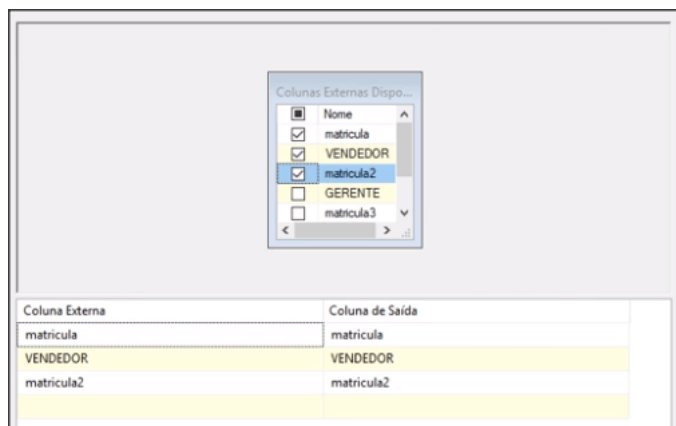 Colunas Externas Dispo...
Nome
matricula
VENDEDOR
matricula2
GERENTE
matricula3
Coluna Externa Coluna de Saída
matricula matricula
VENDEDOR VENDEDOR
matricula2 matricula2